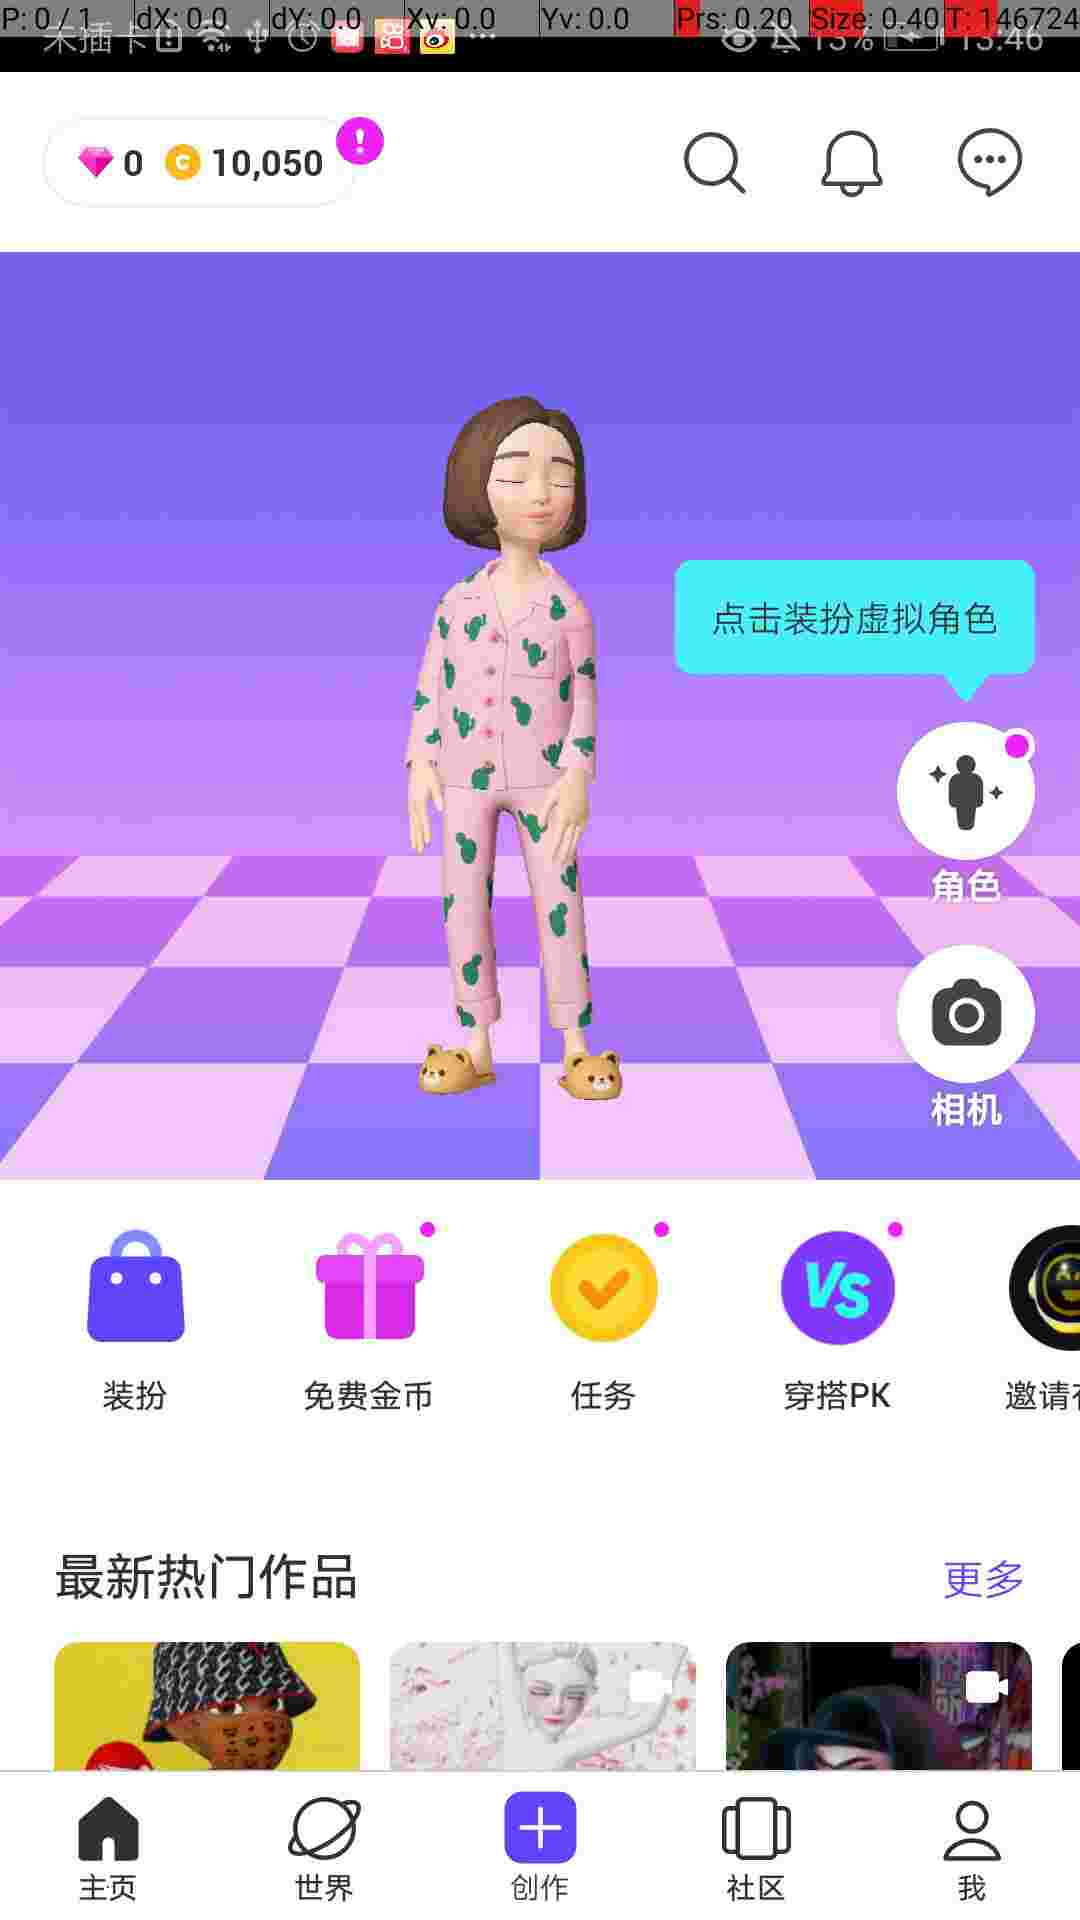 P: 0 / 1 dX: 0.0 dY: 0.0 Xv: 0.0 Yv: 0.0 Prs: 0.20 Size: 0.40 T: 146724
未插卡 13% 13:46
0 10,050
点击装扮虚拟角色
角色
相机
装扮 免费金币 任务 穿搭PK 邀请
最新热门作品 更多
主页 世界 创作 社区 我